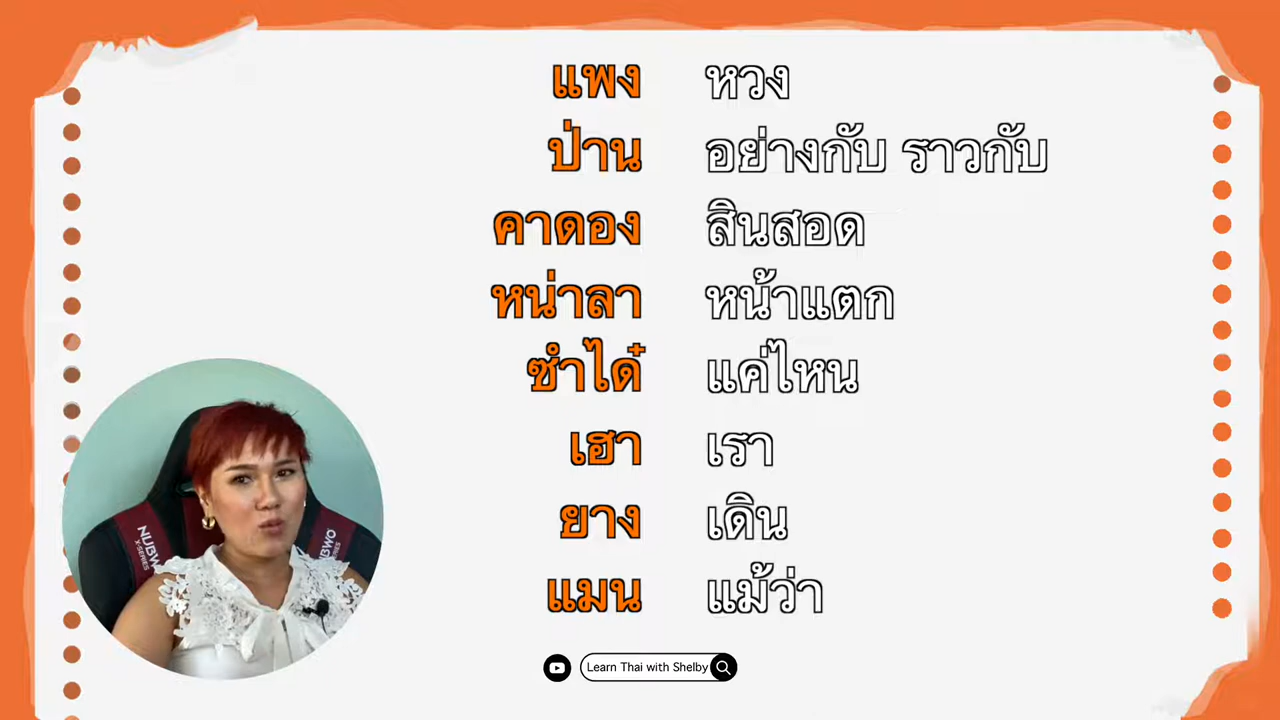 แพง หวง
ป่าน อย่างกับ ราวกับ
คาดอง สินสอด
หน่าลา หน้าแตก
ซำได๋ แค่ไหน
เฮา เรา
ยาง เดิน
แมน แม้ว่า
NUBWO
X-SERIES
Learn Thai with Shelby